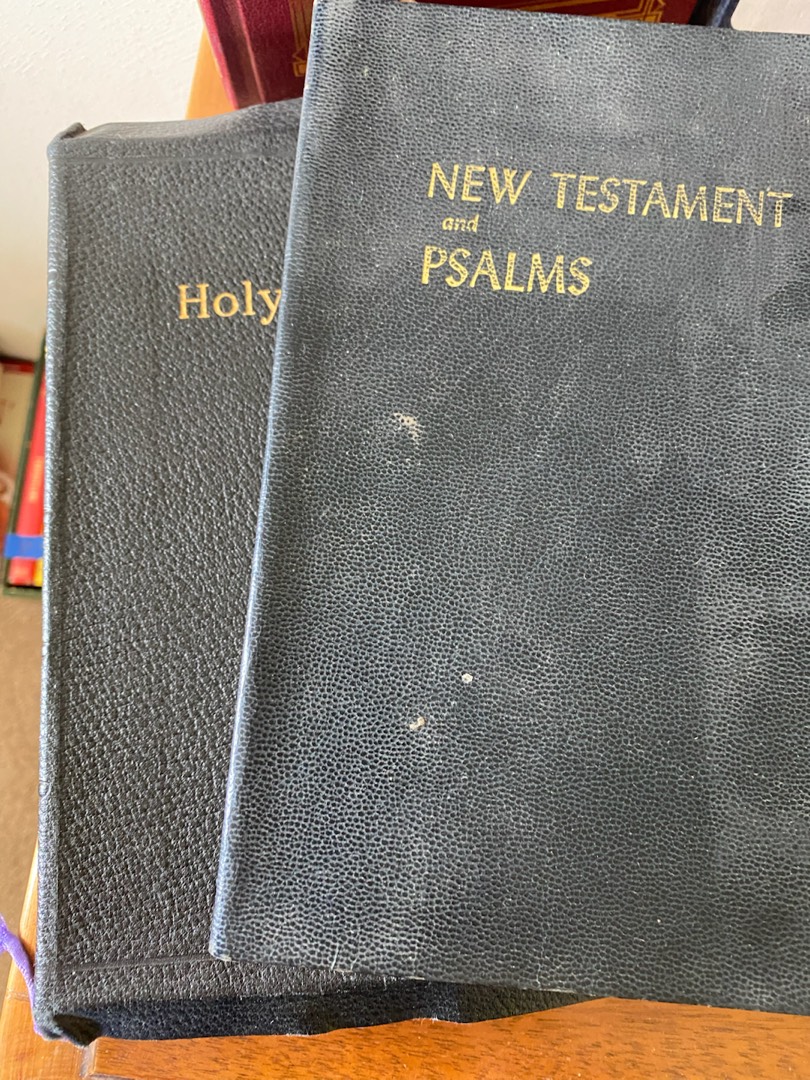 Holy
NEW TESTAMENT
and
PSALMS